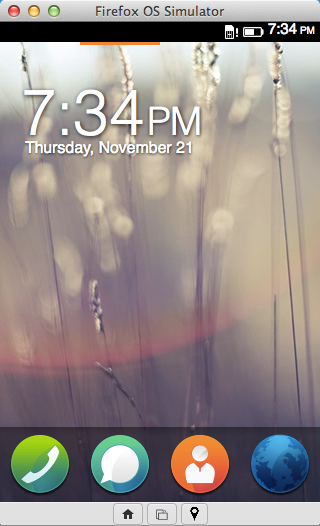 Firefox OS Simulator
7:34 PM
7:34PM
Thursday, November 21